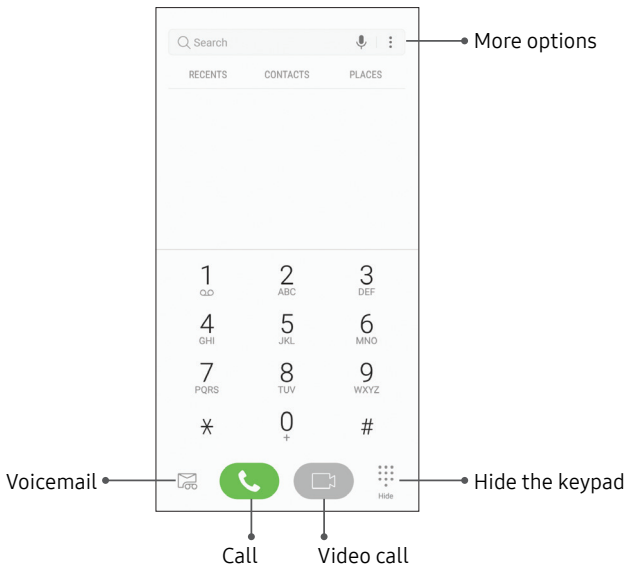 Search
More options
RECENTS CONTACTS PLACES
1 2 3
ABC DEF
4 5 6
GHI JKL MNO
7 8 9
PQRS TUV WXYZ
* 0 #
+
Voicemail
Hide
Hide the keypad
Call Video call